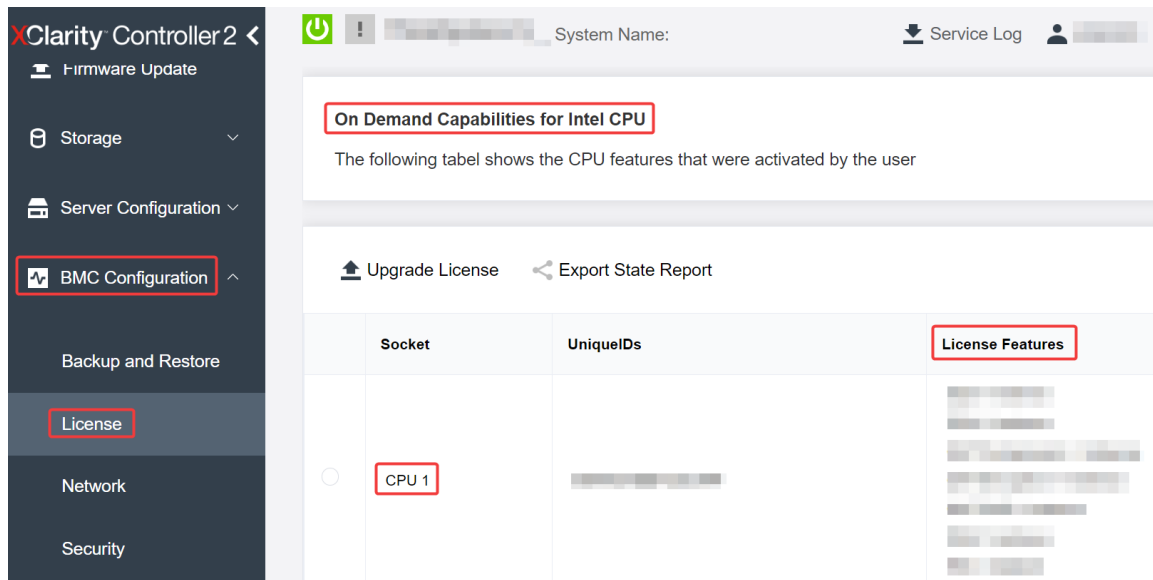 XClarity Controller 2
System Name:
Service Log
Firmware Update
Storage
Server Configuration
BMC Configuration
Backup and Restore
License
Network
Security
On Demand Capabilities for Intel CPU
The following tabel shows the CPU features that were activated by the user
Upgrade License Export State Report
Socket UniqueIDs License Features
CPU 1